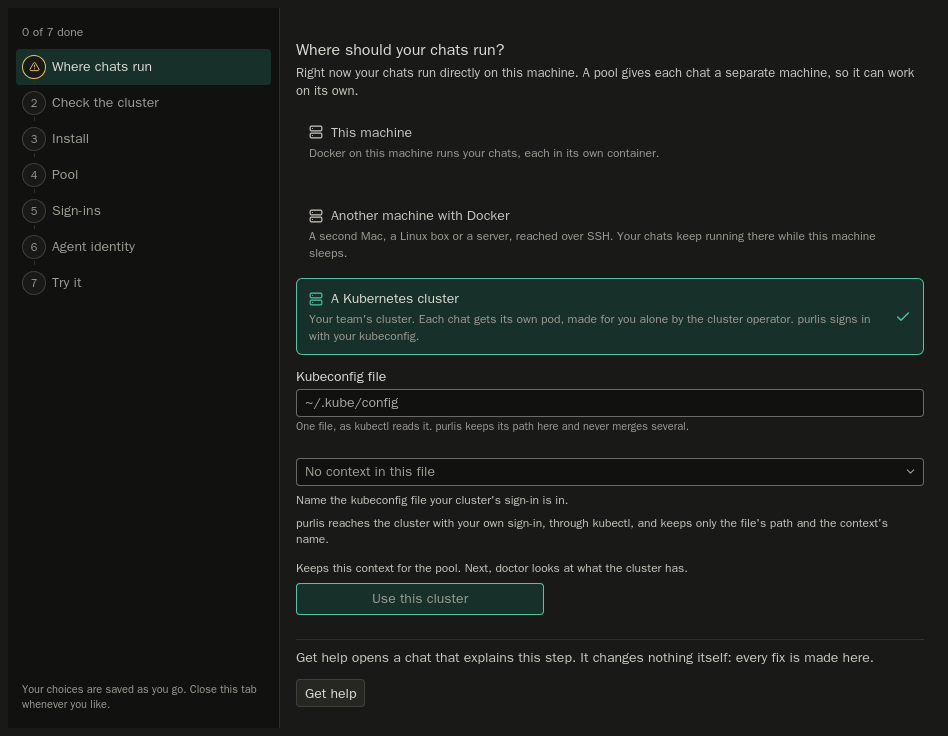 0 of 7 done
Where chats run
2 Check the cluster
3 Install
4 Pool
5 Sign-ins
6 Agent identity
7 Try it
Your choices are saved as you go. Close this tab
whenever you like.
Where should your chats run?
Right now your chats run directly on this machine. A pool gives each chat a separate machine, so it can work
on its own.
This machine
Docker on this machine runs your chats, each in its own container.
Another machine with Docker
A second Mac, a Linux box or a server, reached over SSH. Your chats keep running there while this machine
sleeps.
A Kubernetes cluster
Your team's cluster. Each chat gets its own pod, made for you alone by the cluster operator. purlis signs in
with your kubeconfig.
Kubeconfig file
~/.kube/config
One file, as kubectl reads it. purlis keeps its path here and never merges several.
No context in this file
Name the kubeconfig file your cluster's sign-in is in.
purlis reaches the cluster with your own sign-in, through kubectl, and keeps only the file's path and the context's
name.
Keeps this context for the pool. Next, doctor looks at what the cluster has.
Use this cluster
Get help opens a chat that explains this step. It changes nothing itself: every fix is made here.
Get help